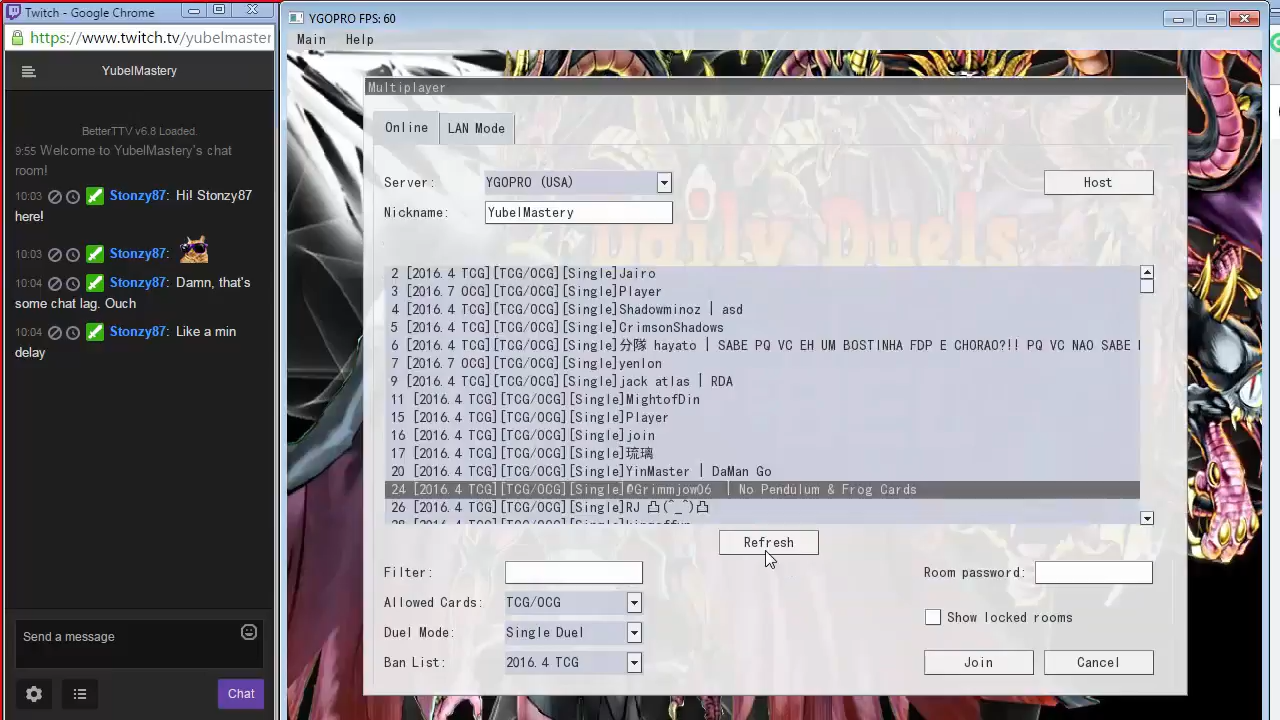 Twitch - Google Chrome
https://www.twitch.tv/yubelmaster
YubelMastery
BetterTTV v6.8 Loaded.
9:55 Welcome to YubelMastery's chat
room!
10:03 Stonzy87: Hi! Stonzy87
here!
10:03 Stonzy87:
10:04 Stonzy87: Damn, that's
some chat lag. Ouch
10:04 Stonzy87: Like a min
delay
Send a message
Chat
YGOPRO FPS: 60
Main Help
Multiplayer
Online LAN Mode
Server: YGOPRO (USA) Host
Nickname: YubelMastery
Daily Duels
2 [2016.4 TCG][TCG/OCG][Single]Jairo
3 [2016.7 OCG][TCG/OCG][Single]Player
4 [2016.4 TCG][TCG/OCG][Single]Shadowminoz | asd
5 [2016.4 TCG][TCG/OCG][Single]CrimsonShadows
6 [2016.4 TCG][TCG/OCG][Single]分隊 hayato | SABE PQ VC EH UM BOSTINHA FDP E CHORAO?!! PQ VC NAO SABE
7 [2016.7 OCG][TCG/OCG][Single]yenlon
9 [2016.4 TCG][TCG/OCG][Single]jack atlas | RDA
11 [2016.4 TCG][TCG/OCG][Single]MightofDin
15 [2016.4 TCG][TCG/OCG][Single]Player
16 [2016.4 TCG][TCG/OCG][Single]join
17 [2016.4 TCG][TCG/OCG][Single]琉璃
20 [2016.4 TCG][TCG/OCG][Single]YinMaster | DaMan Go
24 [2016.4 TCG][TCG/OCG][Single]@Grimmjow06 | No Pendulum & Frog Cards
26 [2016.4 TCG][TCG/OCG][Single]RJ 凸(^_^)凸
Refresh
Filter: Room password:
Allowed Cards: TCG/OCG
Show locked rooms
Duel Mode: Single Duel
Ban List: 2016.4 TCG Join Cancel